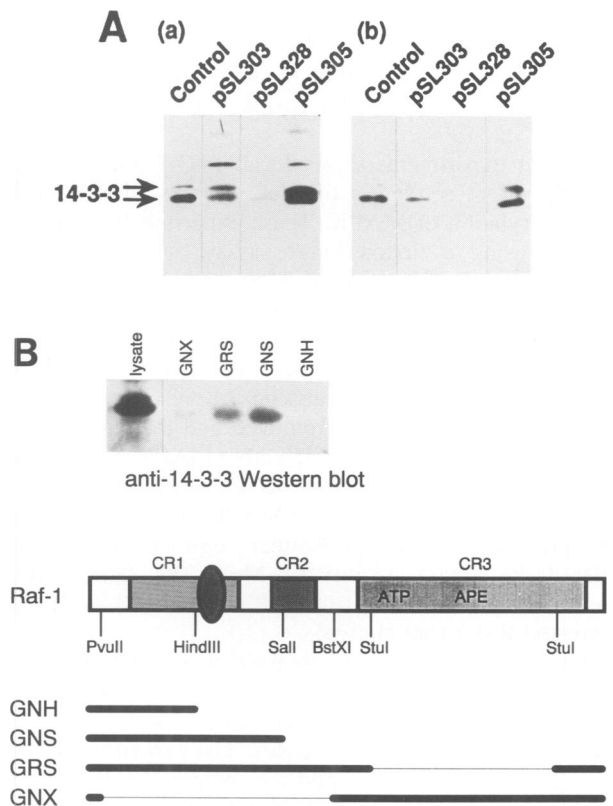 A
(a)
(b)
Control
pSL303
pSL328
pSL305
Control
pSL303
pSL328
pSL305
14-3-3
B
lysate
GNX
GRS
GNS
GNH
anti-14-3-3 Western blot
CR1
CR2
CR3
Raf-1
ATP
APE
PvuII
HindIII
SalI
BstXI
StuI
StuI
GNH
GNS
GRS
GNX